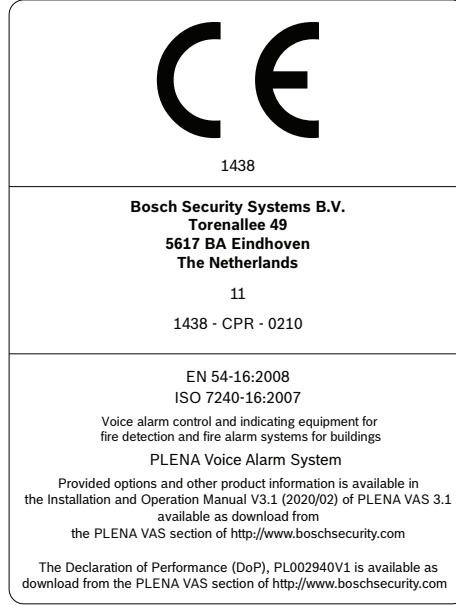 CE
1438
Bosch Security Systems B.V.
Torenallee 49
5617 BA Eindhoven
The Netherlands
11
1438 - CPR - 0210
EN 54-16:2008
ISO 7240-16:2007
Voice alarm control and indicating equipment for
fire detection and fire alarm systems for buildings
PLENA Voice Alarm System
Provided options and other product information is available in
the Installation and Operation Manual V3.1 (2020/02) of PLENA VAS 3.1
available as download from
the PLENA VAS section of http://www.boschsecurity.com
The Declaration of Performance (DoP), PL002940V1 is available as
download from the PLENA VAS section of http://www.boschsecurity.com